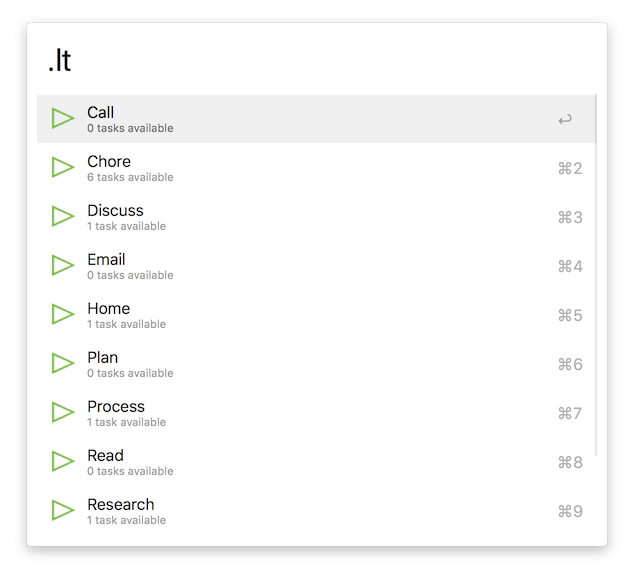 .lt
Call
0 tasks available
↩
Chore
6 tasks available
⌘2
Discuss
1 task available
⌘3
Email
0 tasks available
⌘4
Home
1 task available
⌘5
Plan
0 tasks available
⌘6
Process
1 task available
⌘7
Read
0 tasks available
⌘8
Research
1 task available
⌘9